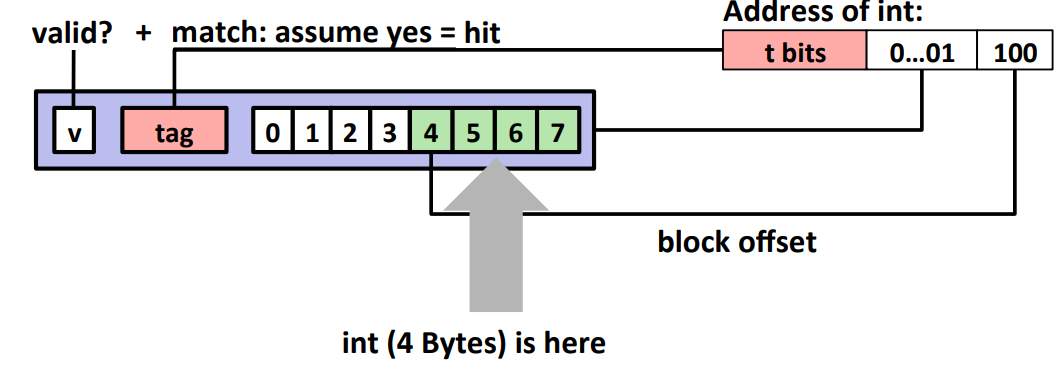 Address of int:
valid? + match: assume yes = hit
t bits 0...01 100
v tag 0 1 2 3 4 5 6 7
block offset
int (4 Bytes) is here